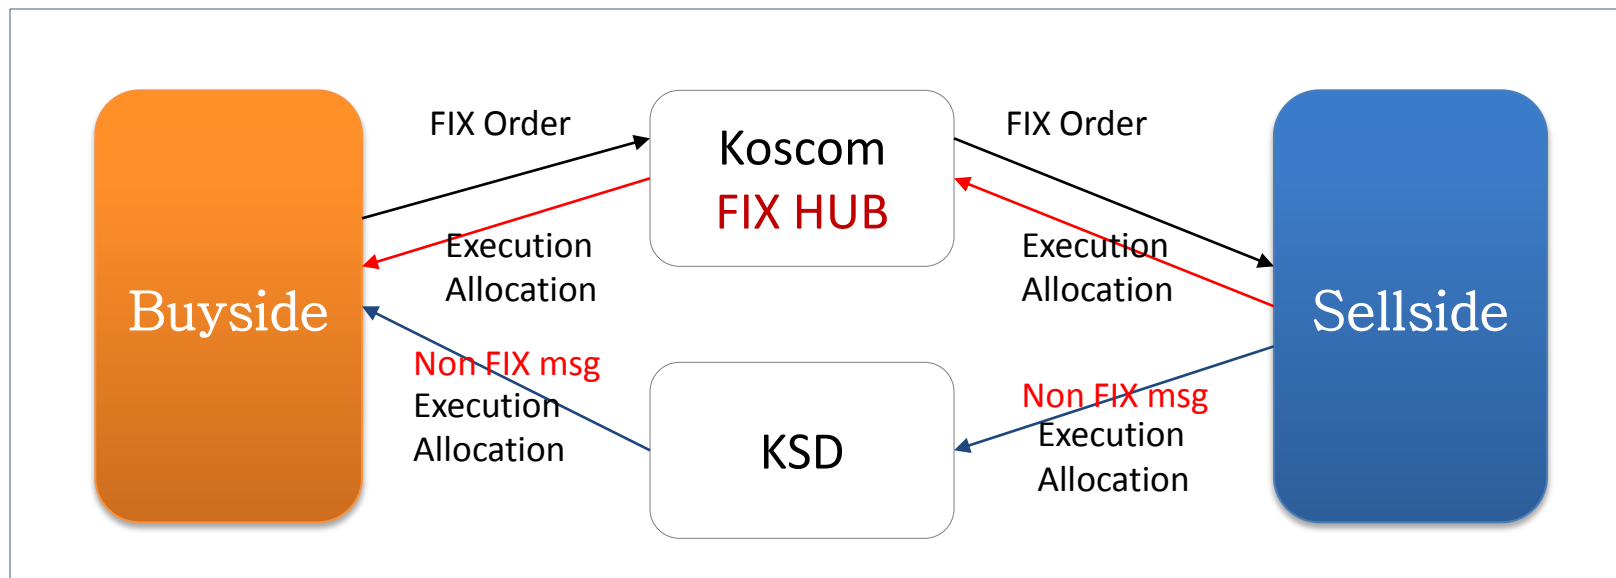 FIX Order
Koscom
FIX HUB
FIX Order
Execution
Allocation
Execution
Allocation
Buyside
Sellside
Non FIX msg
Execution
Allocation
KSD
Non FIX msg
Execution
Allocation